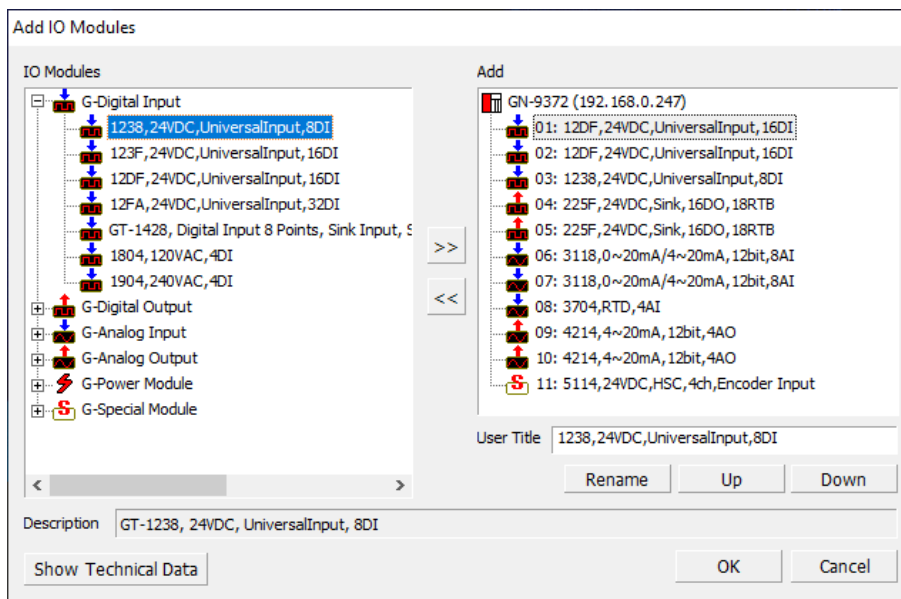 Add IO Modules
IO Modules
G-Digital Input
1238,24VDC,UniversalInput,8DI
123F,24VDC,UniversalInput,16DI
12DF,24VDC,UniversalInput,16DI
12FA,24VDC,UniversalInput,32DI
GT-1428, Digital Input 8 Points, Sink Input, S
1804,120VAC,4DI
1904,240VAC,4DI
G-Digital Output
G-Analog Input
G-Analog Output
G-Power Module
G-Special Module
>>
<<
Add
GN-9372 (192.168.0.247)
01: 12DF,24VDC,UniversalInput,16DI
02: 12DF,24VDC,UniversalInput,16DI
03: 1238,24VDC,UniversalInput,8DI
04: 225F,24VDC,Sink,16DO,18RTB
05: 225F,24VDC,Sink,16DO,18RTB
06: 3118,0~20mA/4~20mA,12bit,8AI
07: 3118,0~20mA/4~20mA,12bit,8AI
08: 3704,RTD,4AI
09: 4214,4~20mA,12bit,4AO
10: 4214,4~20mA,12bit,4AO
11: 5114,24VDC,HSC,4ch,Encoder Input
User Title 1238,24VDC,UniversalInput,8DI
Rename Up Down
Description GT-1238, 24VDC, UniversalInput, 8DI
Show Technical Data OK Cancel